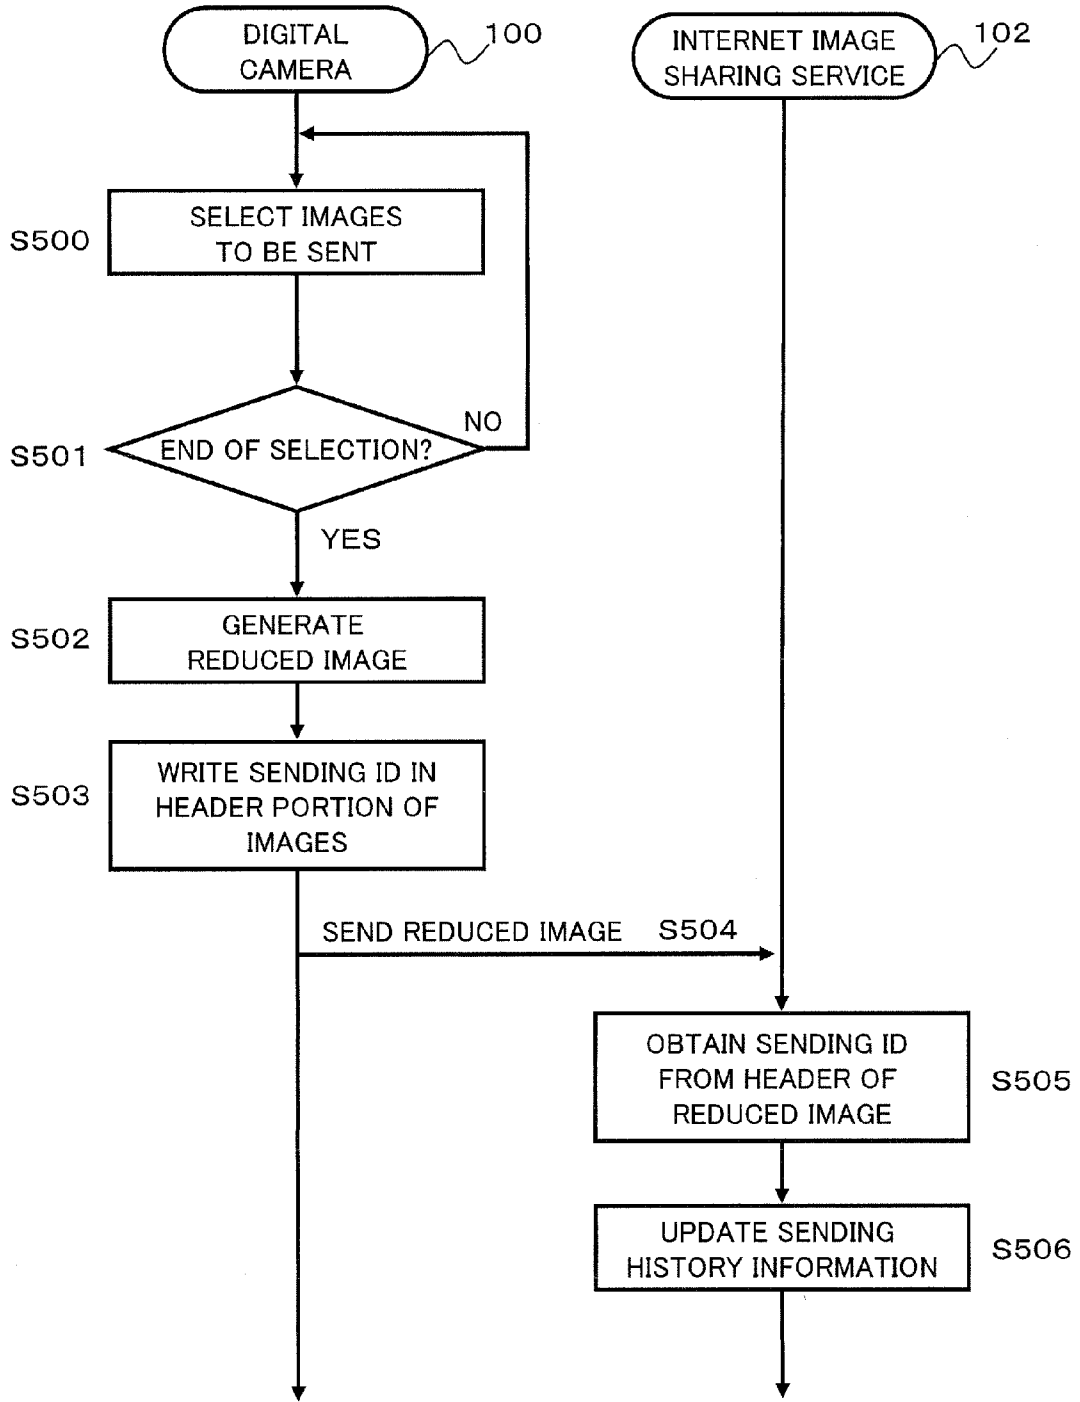 DIGITAL
CAMERA
100
INTERNET IMAGE
SHARING SERVICE
102
S500
SELECT IMAGES
TO BE SENT
S501
END OF SELECTION?
NO
YES
S502
GENERATE
REDUCED IMAGE
S503
WRITE SENDING ID IN
HEADER PORTION OF
IMAGES
SEND REDUCED IMAGE S504
OBTAIN SENDING ID
FROM HEADER OF
REDUCED IMAGE
S505
UPDATE SENDING
HISTORY INFORMATION
S506